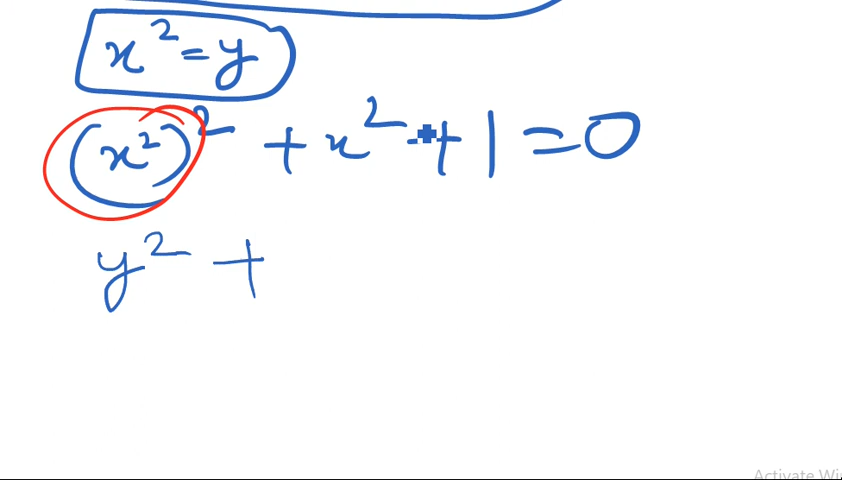 x² = y
(x²)² + x² + 1 = 0
y² +
Activate Wi